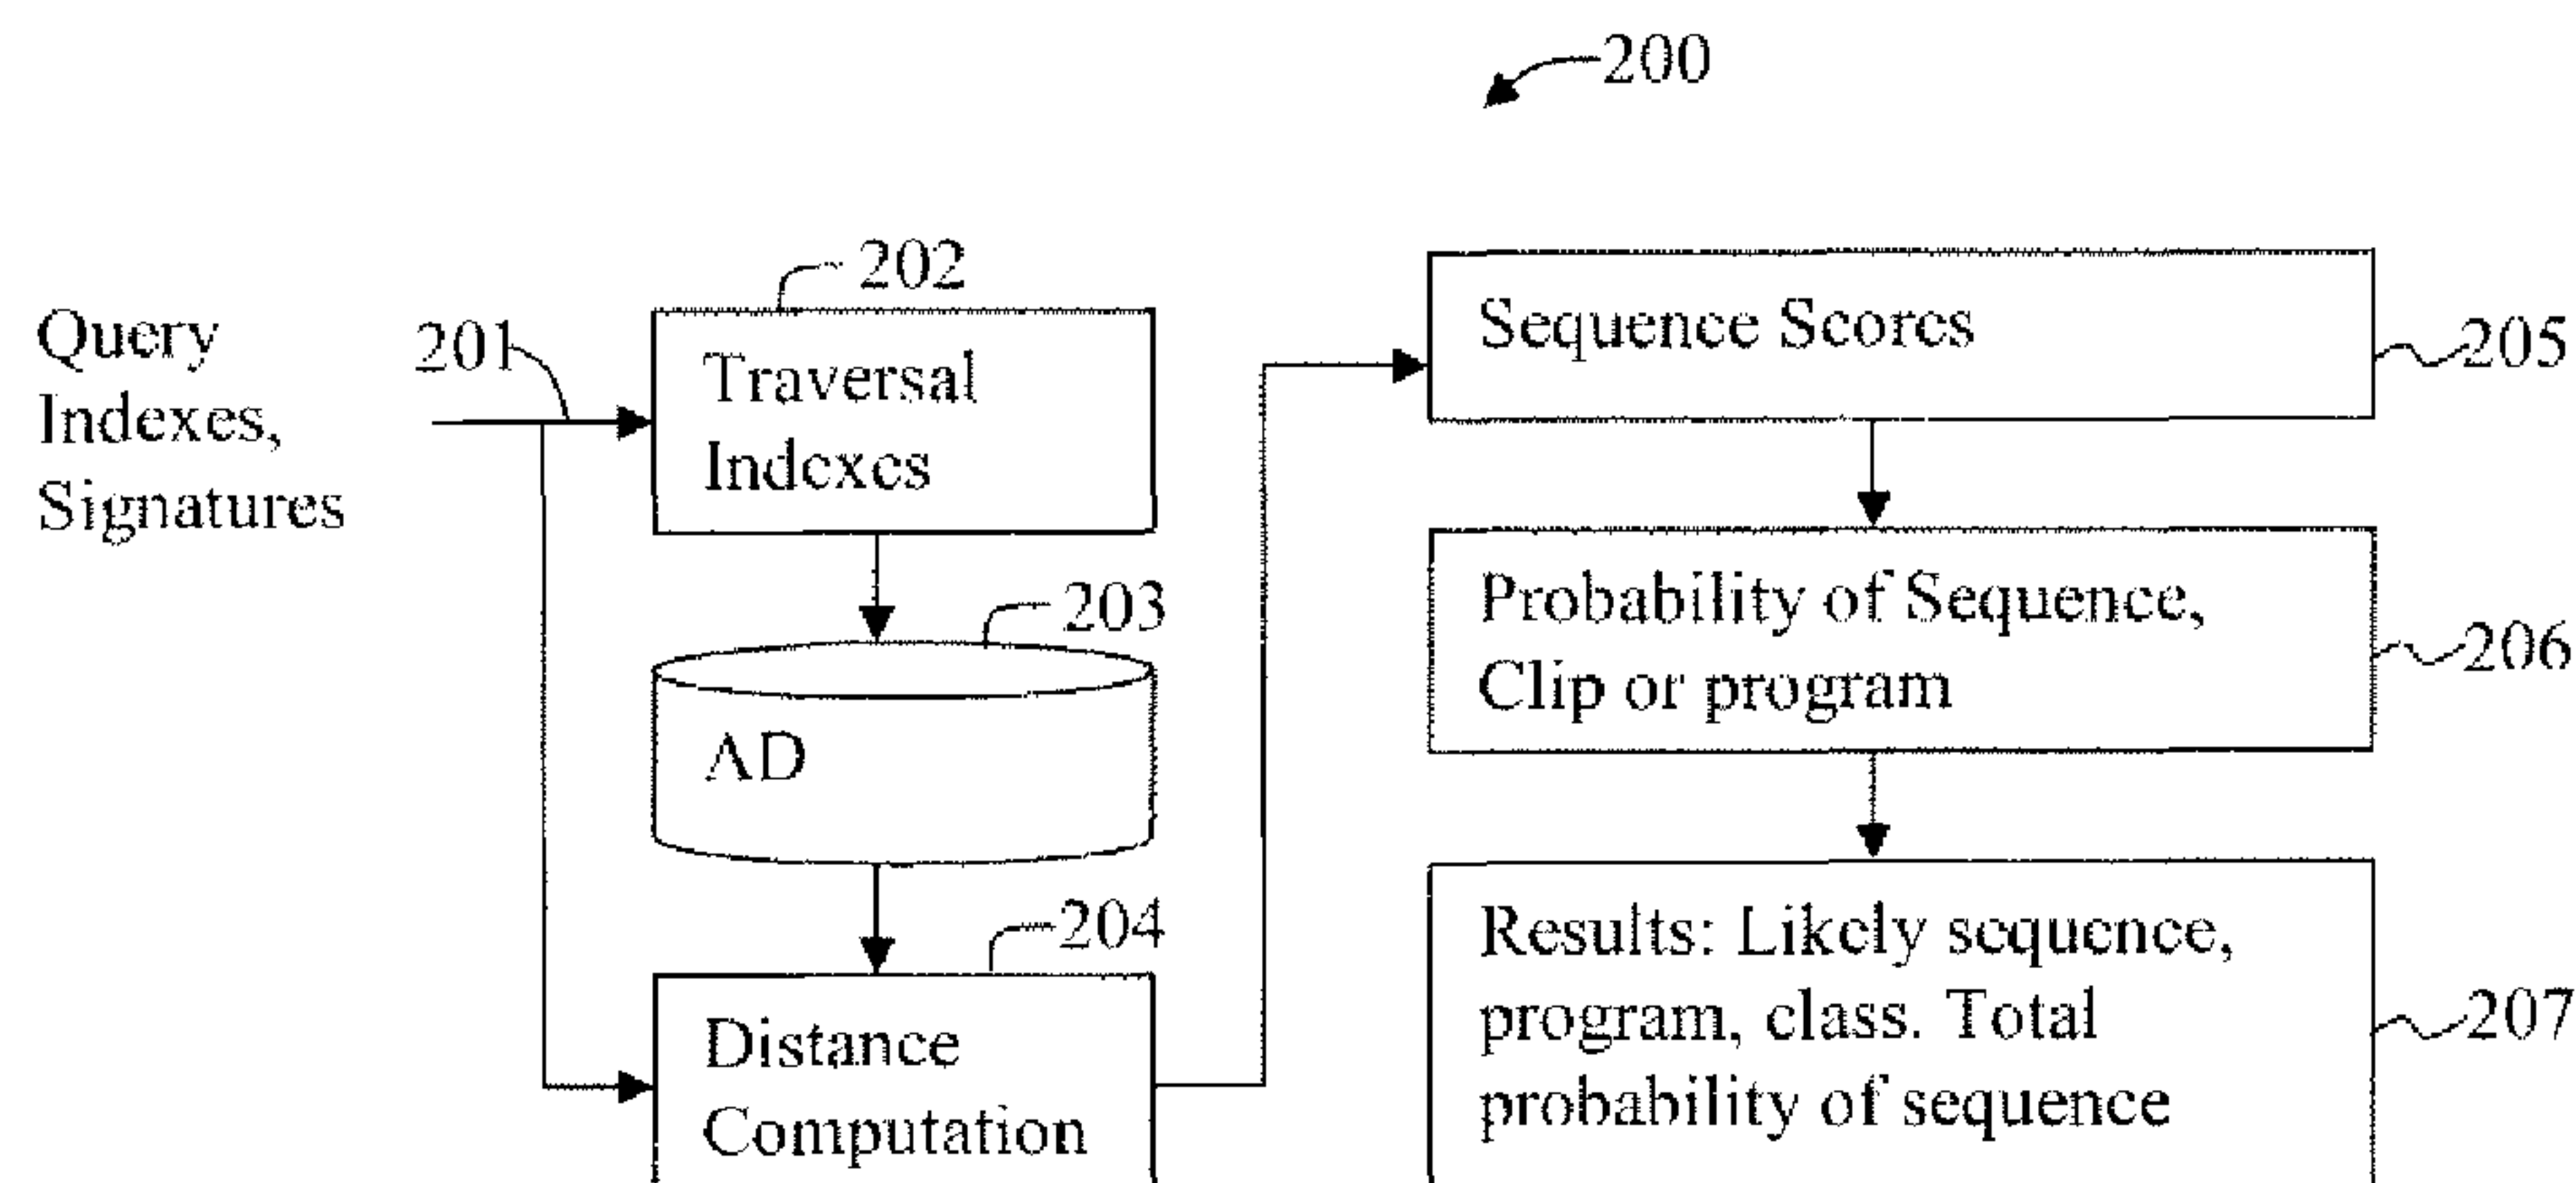 200
Query
Indexes,
Signatures
201
202
Traversal
Indexes
203
AD
204
Distance
Computation
Sequence Scores
205
Probability of Sequence,
Clip or program
206
Results: Likely sequence,
program, class. Total
probability of sequence
207